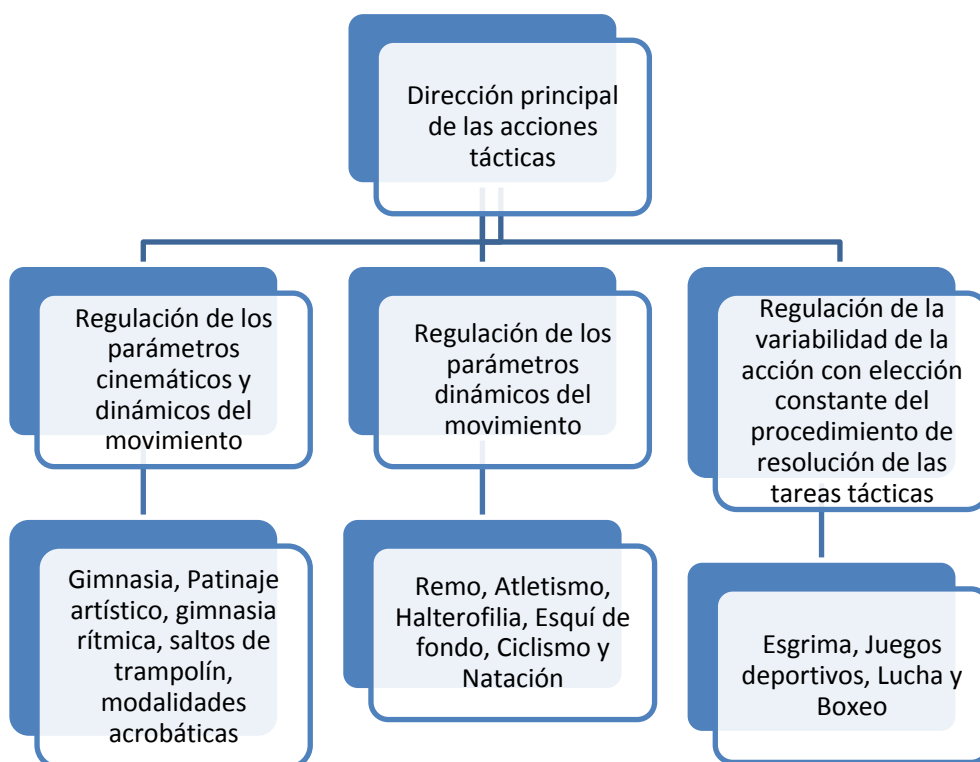 Dirección principal
de las acciones
tácticas
Regulación de los
parámetros
cinemáticos y
dinámicos del
movimiento
Regulación de los
parámetros
dinámicos del
movimiento
Regulación de la
variabilidad de la
acción con elección
constante del
procedimiento de
resolución de las
tareas tácticas
Gimnasia, Patinaje
artístico, gimnasia
rítmica, saltos de
trampolín,
modalidades
acrobáticas
Remo, Atletismo,
Halterofilia, Esquí de
fondo, Ciclismo y
Natación
Esgrima, Juegos
deportivos, Lucha y
Boxeo